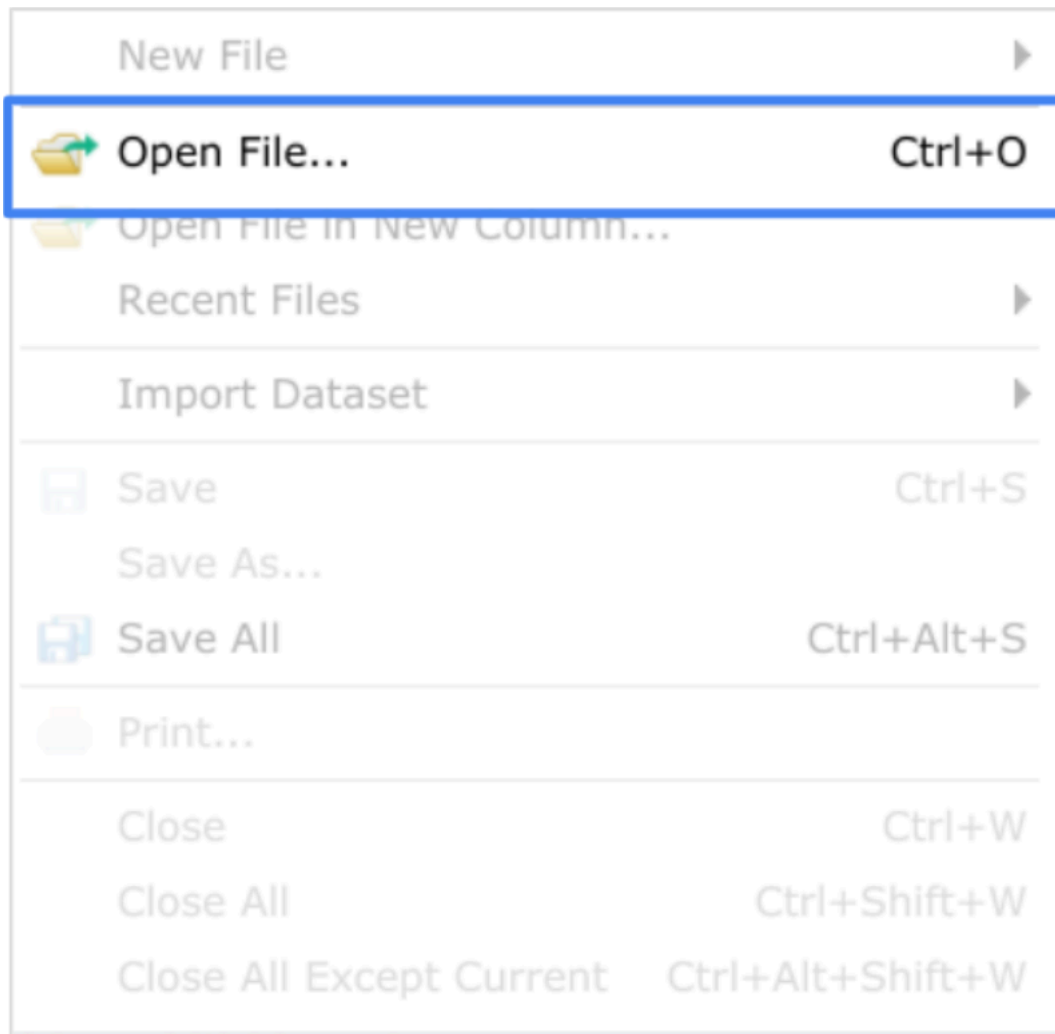 New File
Open File... Ctrl+O
Open File in New Column...
Recent Files
Import Dataset
Save Ctrl+S
Save As...
Save All Ctrl+Alt+S
Print...
Close Ctrl+W
Close All Ctrl+Shift+W
Close All Except Current Ctrl+Alt+Shift+W